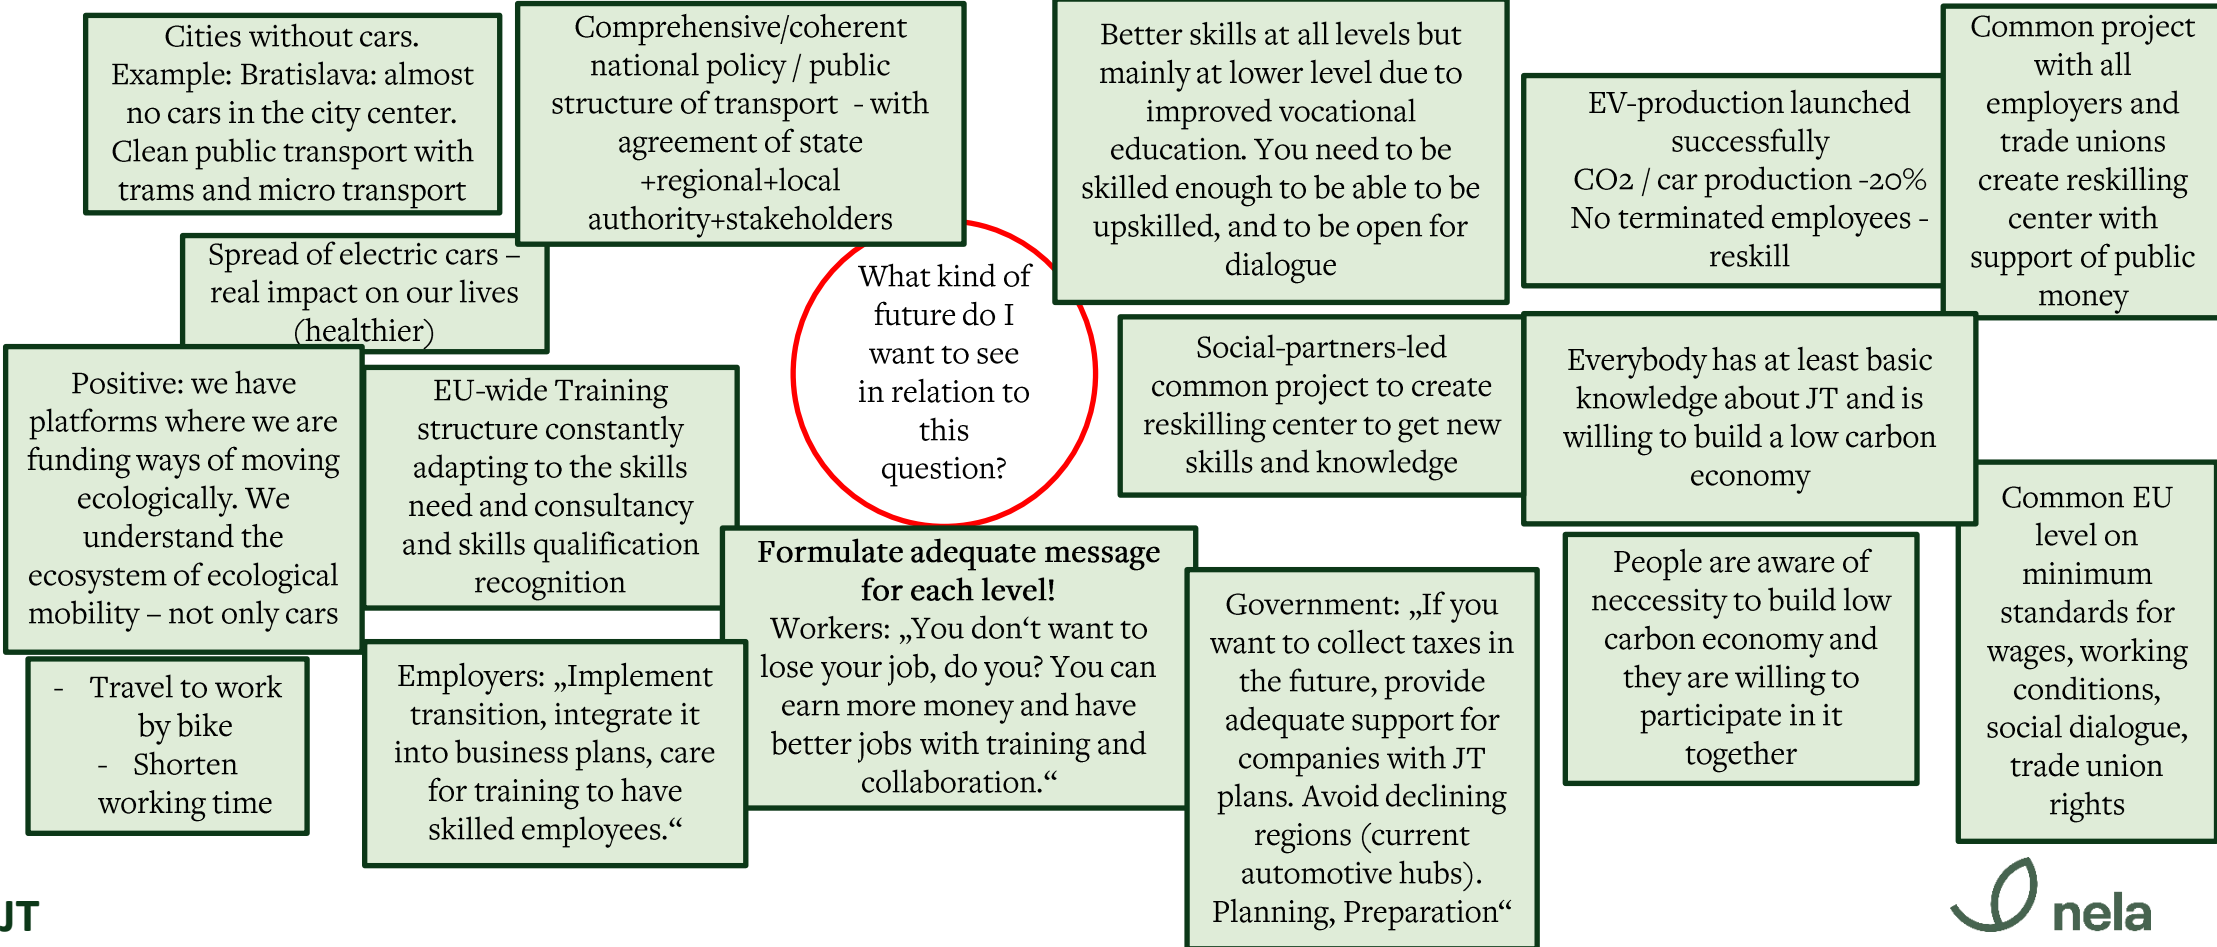 Cities without cars.
Example: Bratislava: almost
no cars in the city center.
Clean public transport with
trams and micro transport
Comprehensive/coherent
national policy / public
structure of transport - with
agreement of state
+regional+local
authority+stakeholders
Better skills at all levels but
mainly at lower level due to
improved vocational
education. You need to be
skilled enough to be able to be
upskilled, and to be open for
dialogue
EV-production launched
successfully
CO2 / car production -20%
No terminated employees -
reskill
Common project
with all
employers and
trade unions
create reskilling
center with
support of public
money
Spread of electric cars –
real impact on our lives
(healthier)
What kind of
future do I
want to see
in relation to
this
question?
Social-partners-led
common project to create
reskilling center to get new
skills and knowledge
Everybody has at least basic
knowledge about JT and is
willing to build a low carbon
economy
Positive: we have
platforms where we are
funding ways of moving
ecologically. We
understand the
ecosystem of ecological
mobility – not only cars
EU-wide Training
structure constantly
adapting to the skills
need and consultancy
and skills qualification
recognition
Formulate adequate message
for each level!
Workers: „You don‘t want to
lose your job, do you? You can
earn more money and have
better jobs with training and
collaboration.“
Government: „If you
want to collect taxes in
the future, provide
adequate support for
companies with JT
plans. Avoid declining
regions (current
automotive hubs).
Planning, Preparation“
People are aware of
neccessity to build low
carbon economy and
they are willing to
participate in it
together
Common EU
level on
minimum
standards for
wages, working
conditions,
social dialogue,
trade union
rights
- Travel to work
by bike
- Shorten
working time
Employers: „Implement
transition, integrate it
into business plans, care
for training to have
skilled employees.“
JT
nela